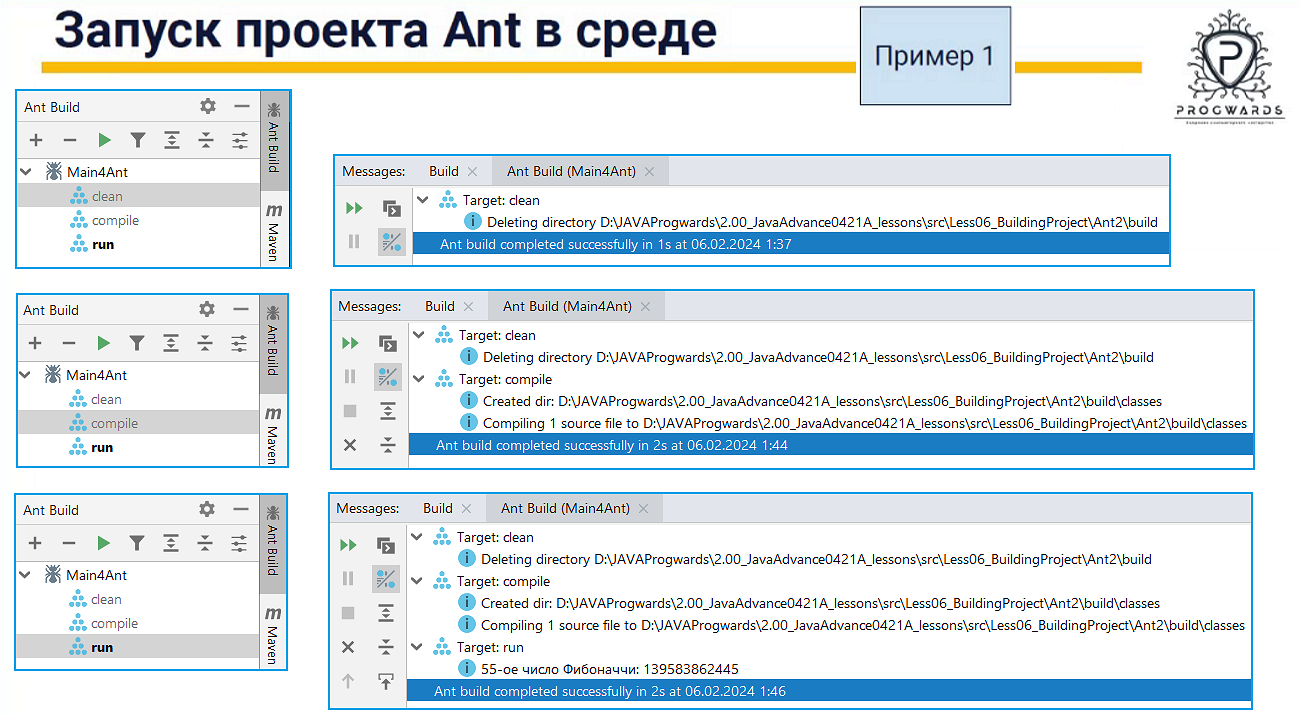 Запуск проекта Ant в среде
Пример 1
PROGWARDS
Ant Build
Main4Ant
clean
compile
run
Ant Build
Maven
Messages: Build Ant Build (Main4Ant)
Target: clean
Deleting directory D:\JAVAProgwards\2.00_JavaAdvance0421A_lessons\src\Less06_BuildingProject\Ant2\build
Ant build completed successfully in 1s at 06.02.2024 1:37
Ant Build
Main4Ant
clean
compile
run
Ant Build
Maven
Messages: Build Ant Build (Main4Ant)
Target: clean
Deleting directory D:\JAVAProgwards\2.00_JavaAdvance0421A_lessons\src\Less06_BuildingProject\Ant2\build
Target: compile
Created dir: D:\JAVAProgwards\2.00_JavaAdvance0421A_lessons\src\Less06_BuildingProject\Ant2\build\classes
Compiling 1 source file to D:\JAVAProgwards\2.00_JavaAdvance0421A_lessons\src\Less06_BuildingProject\Ant2\build\classes
Ant build completed successfully in 2s at 06.02.2024 1:44
Ant Build
Main4Ant
clean
compile
run
Ant Build
Maven
Messages: Build Ant Build (Main4Ant)
Target: clean
Deleting directory D:\JAVAProgwards\2.00_JavaAdvance0421A_lessons\src\Less06_BuildingProject\Ant2\build
Target: compile
Created dir: D:\JAVAProgwards\2.00_JavaAdvance0421A_lessons\src\Less06_BuildingProject\Ant2\build\classes
Compiling 1 source file to D:\JAVAProgwards\2.00_JavaAdvance0421A_lessons\src\Less06_BuildingProject\Ant2\build\classes
Target: run
55-ое число Фибоначчи: 139583862445
Ant build completed successfully in 2s at 06.02.2024 1:46